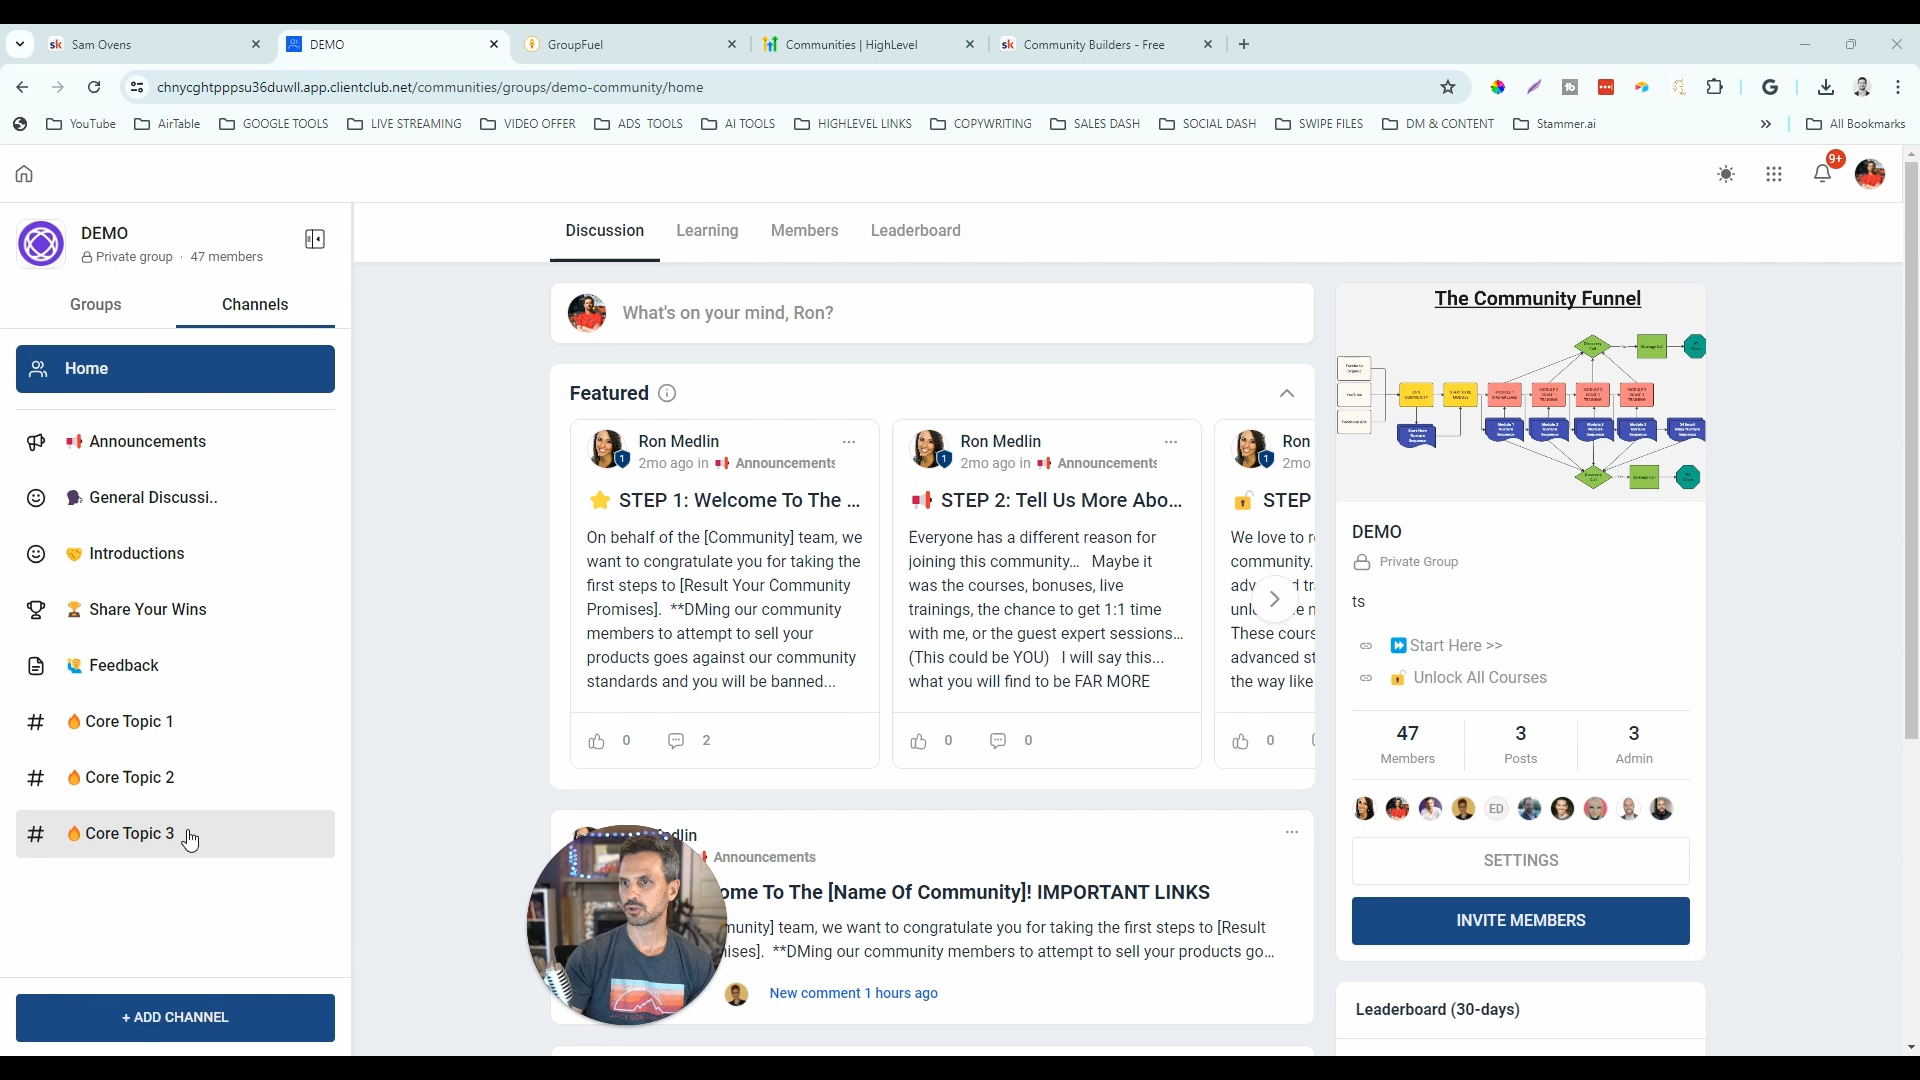 Sam Ovens
DEMO
GroupFuel
Communities | HighLevel
Community Builders - Free
chnycghtpppsu36duwll.app.clientclub.net/communities/groups/demo-community/home
YouTube
AirTable
GOOGLE TOOLS
LIVE STREAMING
VIDEO OFFER
ADS TOOLS
AI TOOLS
HIGHLEVEL LINKS
COPYWRITING
SALES DASH
SOCIAL DASH
SWIPE FILES
DM & CONTENT
Stammer.ai
All Bookmarks
9+
DEMO
Private group · 47 members
Groups
Channels
Home
Announcements
General Discussi..
Introductions
Share Your Wins
Feedback
# Core Topic 1
# Core Topic 2
# Core Topic 3
+ ADD CHANNEL
Discussion
Learning
Members
Leaderboard
What's on your mind, Ron?
Featured
Ron Medlin
2mo ago in Announcements
STEP 1: Welcome To The ...
On behalf of the [Community] team, we
want to congratulate you for taking the
first steps to [Result Your Community
Promises]. **DMing our community
members to attempt to sell your
products goes against our community
standards and you will be banned...
0
2
Ron Medlin
2mo ago in Announcements
STEP 2: Tell Us More Abo...
Everyone has a different reason for
joining this community... Maybe it
was the courses, bonuses, live
trainings, the chance to get 1:1 time
with me, or the guest expert sessions...
(This could be YOU) I will say this...
what you will find to be FAR MORE
0
0
Ron
2mo
STEP
We love to r
community.
These cours
advanced st
the way like
0
Announcements
ome To The [Name Of Community]! IMPORTANT LINKS
munity] team, we want to congratulate you for taking the first steps to [Result
ises]. **DMing our community members to attempt to sell your products go...
New comment 1 hours ago
The Community Funnel
DEMO
Private Group
ts
Start Here >>
Unlock All Courses
47
Members
3
Posts
3
Admin
ED
SETTINGS
INVITE MEMBERS
Leaderboard (30-days)